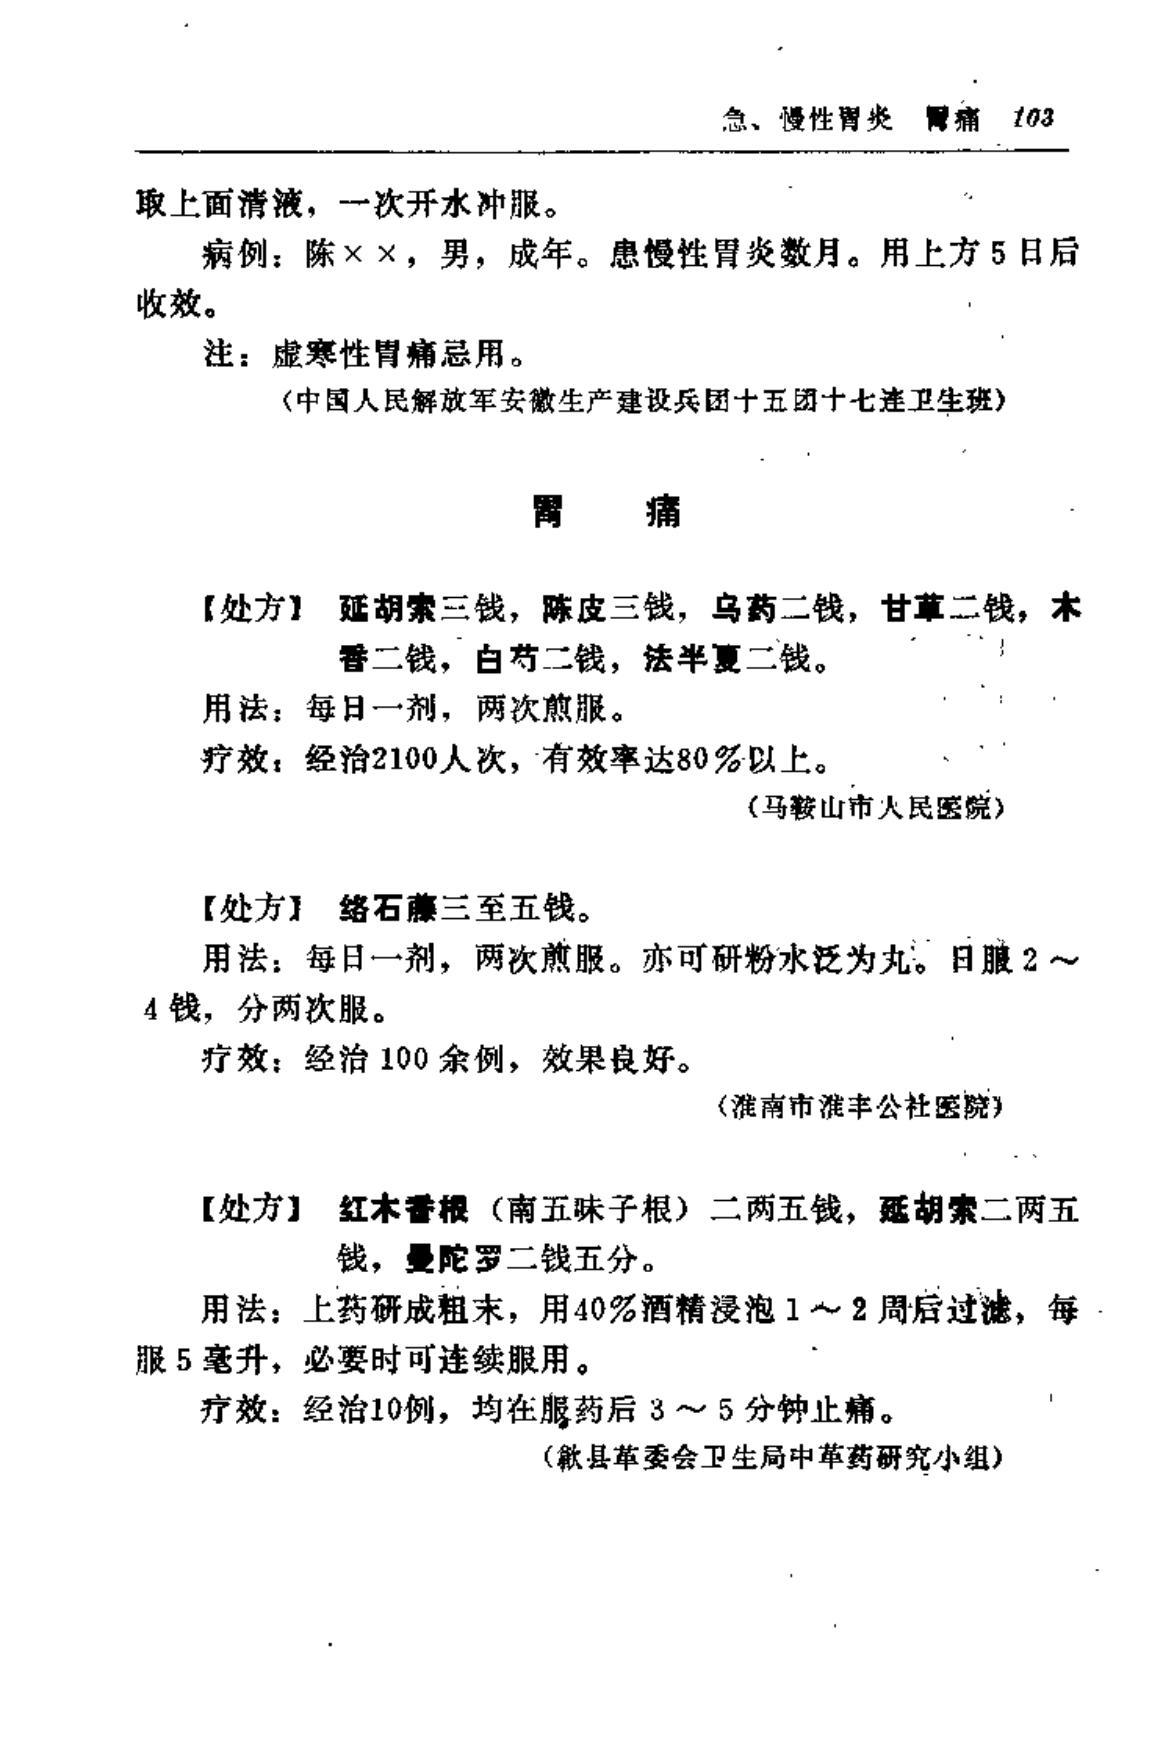 急、慢性胃炎　胃痛　103
取上面清液，一次开水冲服。
病例：陈××，男，成年。患慢性胃炎数月。用上方5日后
收效。
注：虚寒性胃痛忌用。
（中国人民解放军安徽生产建设兵团十五团十七连卫生班）
胃　痛
【处方】　延胡索三钱，陈皮三钱，乌药二钱，甘草二钱，木
香二钱，白芍二钱，法半夏二钱。
用法：每日一剂，两次煎服。
疗效：经治2100人次，有效率达80%以上。
（马鞍山市人民医院）
【处方】　络石藤三至五钱。
用法：每日一剂，两次煎服。亦可研粉水泛为丸。日服2～
4钱，分两次服。
疗效：经治100余例，效果良好。
（淮南市淮丰公社医院）
【处方】　红木香根（南五味子根）二两五钱，延胡索二两五
钱，曼陀罗二钱五分。
用法：上药研成粗末，用40%酒精浸泡1～2周后过滤，每
服5毫升，必要时可连续服用。
疗效：经治10例，均在服药后3～5分钟止痛。
（歙县革委会卫生局中草药研究小组）